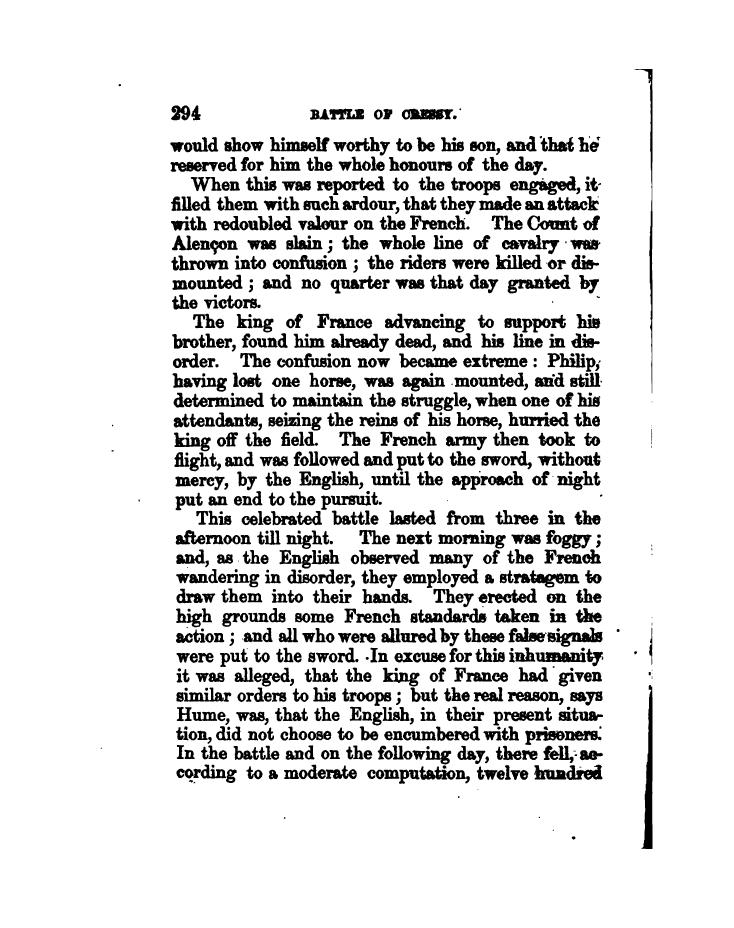 294 BATTLE OF CRESSY.
would show himself worthy to be his son, and that he
reserved for him the whole honours of the day.
When this was reported to the troops engaged, it
filled them with such ardour, that they made an attack
with redoubled valour on the French. The Count of
Alençon was slain ; the whole line of cavalry was
thrown into confusion ; the riders were killed or dis-
mounted ; and no quarter was that day granted by
the victors.
The king of France advancing to support his
brother, found him already dead, and his line in dis-
order. The confusion now became extreme : Philip,
having lost one horse, was again mounted, and still
determined to maintain the struggle, when one of his
attendants, seizing the reins of his horse, hurried the
king off the field. The French army then took to
flight, and was followed and put to the sword, without
mercy, by the English, until the approach of night
put an end to the pursuit.
This celebrated battle lasted from three in the
afternoon till night. The next morning was foggy ;
and, as the English observed many of the French
wandering in disorder, they employed a stratagem to
draw them into their hands. They erected on the
high grounds some French standards taken in the
action ; and all who were allured by these false signals
were put to the sword. In excuse for this inhumanity
it was alleged, that the king of France had given
similar orders to his troops ; but the real reason, says
Hume, was, that the English, in their present situa-
tion, did not choose to be encumbered with prisoners.
In the battle and on the following day, there fell, ac-
cording to a moderate computation, twelve hundred